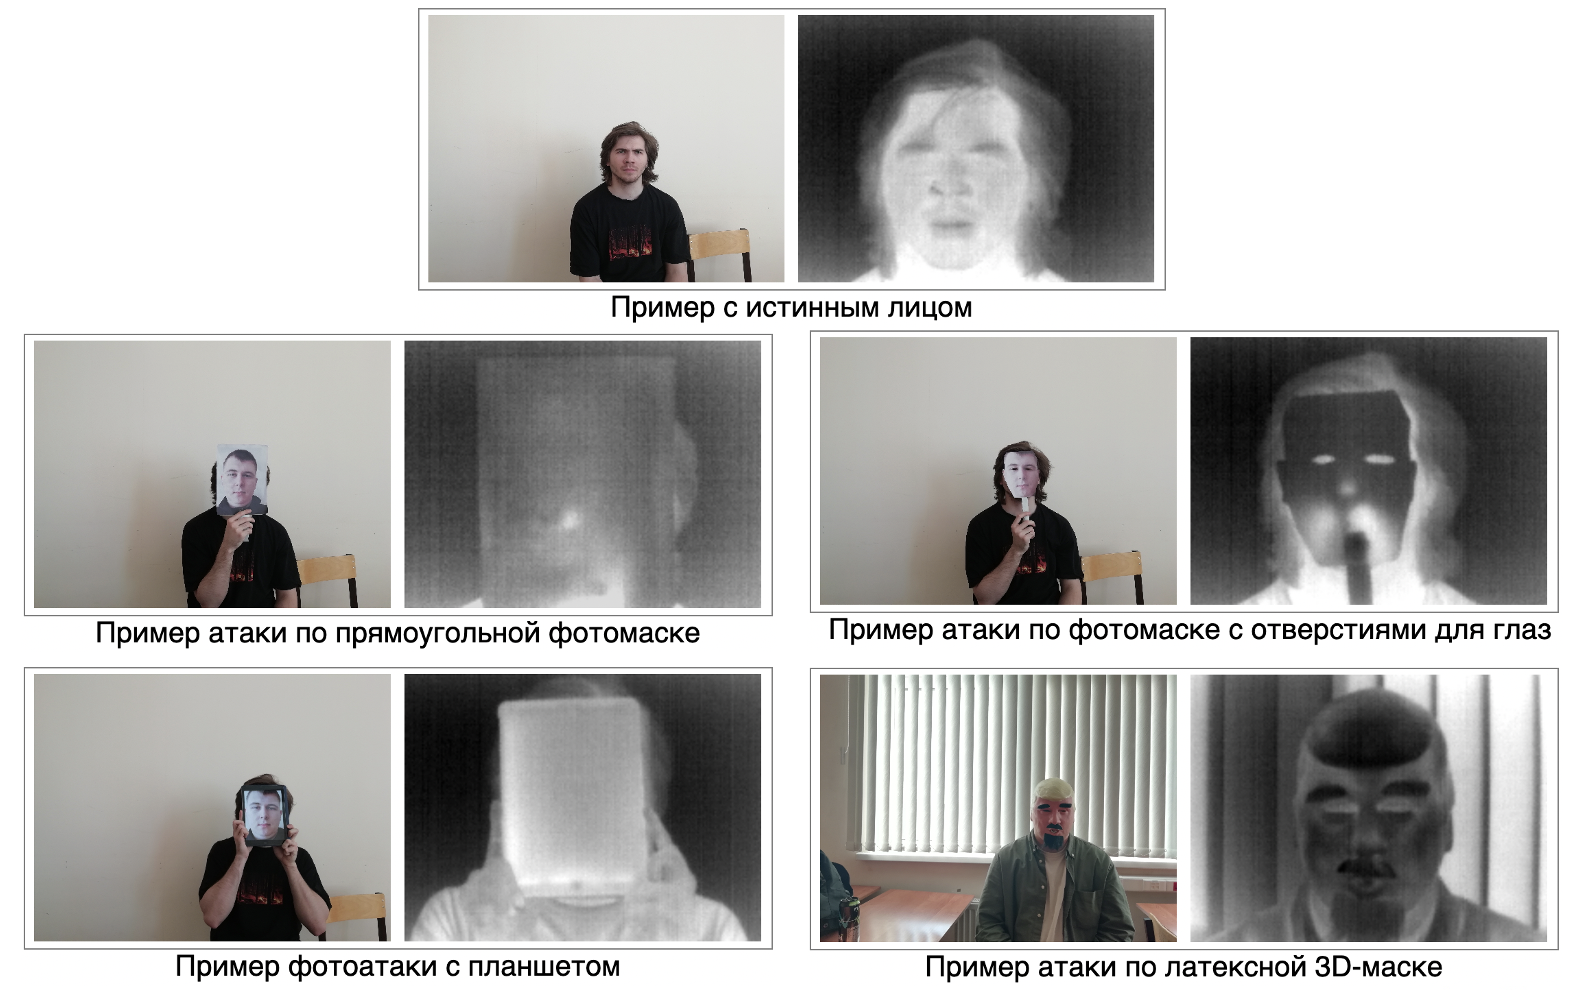 Пример с истинным лицом
Пример атаки по прямоугольной фотомаске
Пример атаки по фотомаске с отверстиями для глаз
Пример фотоатаки с планшетом
Пример атаки по латексной 3D-маске